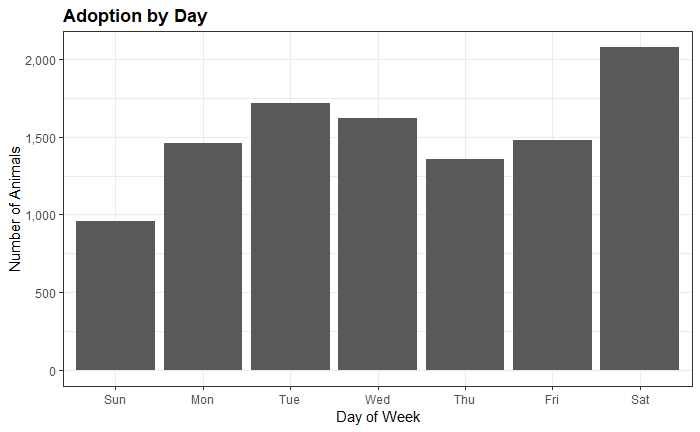 Adoption by Day
Number of Animals
2,000
1,500
1,000
500
0
Sun Mon Tue Wed Thu Fri Sat
Day of Week